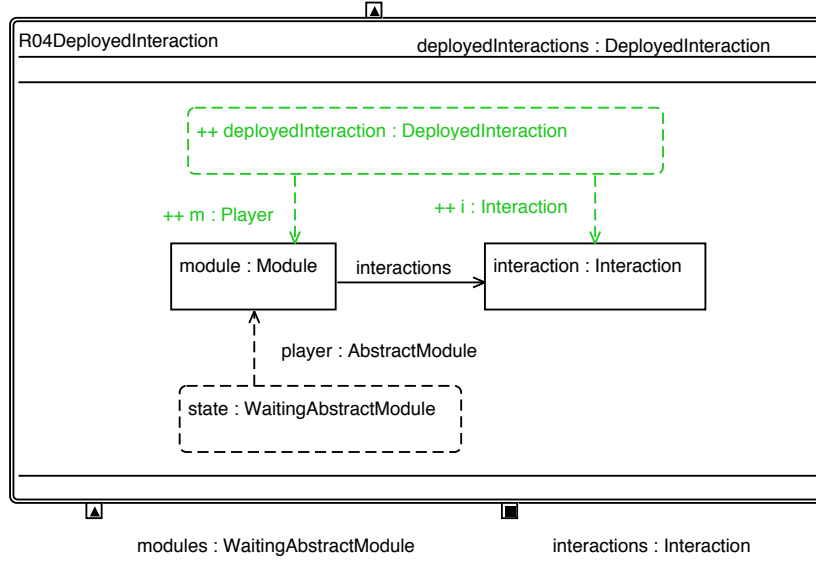 R04DeployedInteraction
deployedInteractions : DeployedInteraction
++ deployedInteraction : DeployedInteraction
++ m : Player
++ i : Interaction
module : Module
interactions
interaction : Interaction
player : AbstractModule
state : WaitingAbstractModule
modules : WaitingAbstractModule
interactions : Interaction